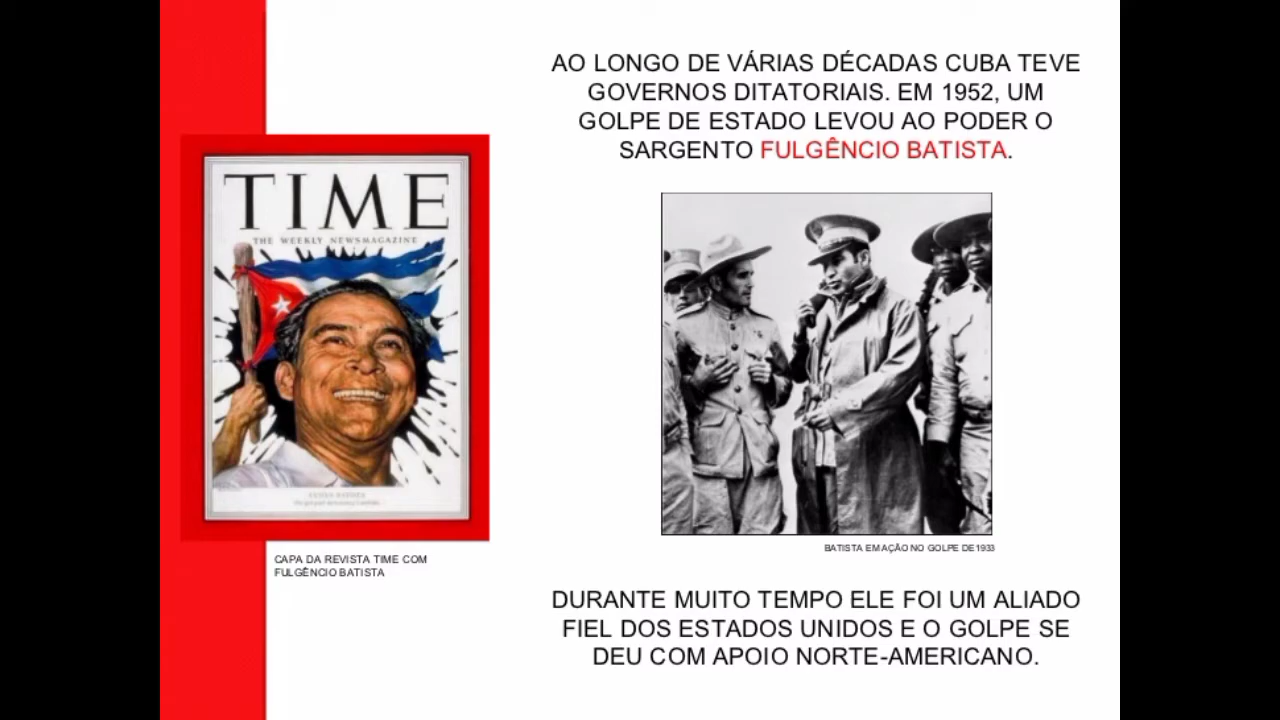 AO LONGO DE VÁRIAS DÉCADAS CUBA TEVE
GOVERNOS DITATORIAIS. EM 1952, UM
GOLPE DE ESTADO LEVOU AO PODER O
SARGENTO FULGÊNCIO BATISTA.
TIME
THE WEEKLY NEWSMAGAZINE
CAPA DA REVISTA TIME COM
FULGÊNCIO BATISTA
BATISTA EM AÇÃO NO GOLPE DE 1933
DURANTE MUITO TEMPO ELE FOI UM ALIADO
FIEL DOS ESTADOS UNIDOS E O GOLPE SE
DEU COM APOIO NORTE-AMERICANO.